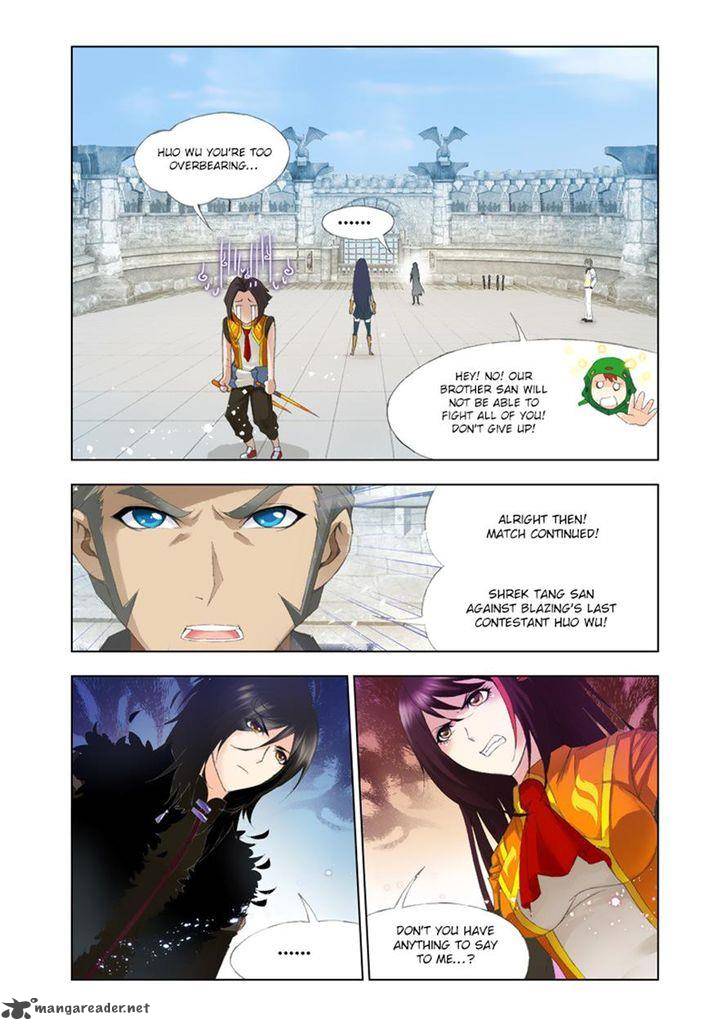 HUO WU YOU'RE TOO
OVERBEARING...
......
HEY! NO! OUR
BROTHER SAN WILL
NOT BE ABLE TO
FIGHT ALL OF YOU!
DON'T GIVE UP!
ALRIGHT THEN!
MATCH CONTINUED!
SHREK TANG SAN
AGAINST BLAZING'S LAST
CONTESTANT HUO WU!
......
DON'T YOU HAVE
ANYTHING TO SAY
TO ME...?
mangareader.net